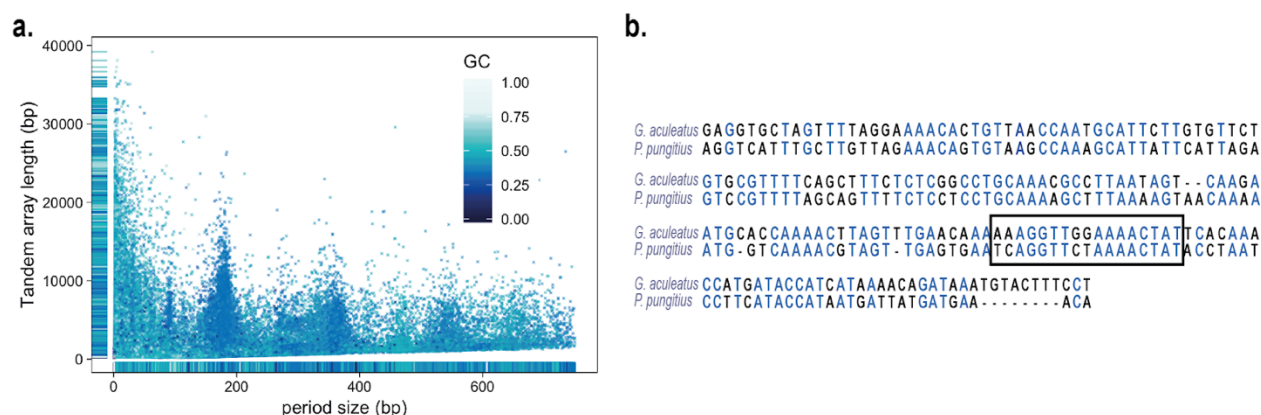 a.
40000
30000
20000
10000
0
Tandem array length (bp)
GC
1.00
0.75
0.50
0.25
0.00
0
200
400
600
period size (bp)
b.
G. aculeatus GAGGTGCTAGTTTTAGGAAAACACTGTTAACCAATGCATTCTTGTGTTCT
P. pungitius AGGTCATTTGCTTGTTAGAAACAGTGTAAGCCAAAGCATTATTCATTAGA
G. aculeatus GTGCGTTTTCAGCTTTCTCTCGGCCTGCAAACGCCTTAATAGT--CAAGA
P. pungitius GTCCGTTTTAGCAGTTTTCTCCTCCTGCAAAAGCTTTAAAAGTAACAAAA
G. aculeatus ATGCACCAAAACTTAGTTTGAACAAAAAAGGTTGGAAAACTATTCACAAA
P. pungitius ATG-GTCAAAACGTAGT-TGAGTGAATCAGGTTCTAAAACTATACCTAAT
G. aculeatus CCATGATACCATCATAAAACAGATAAATGTACTTTCCT
P. pungitius CCTTCATACCATAATGATTATGATGAA--------ACA